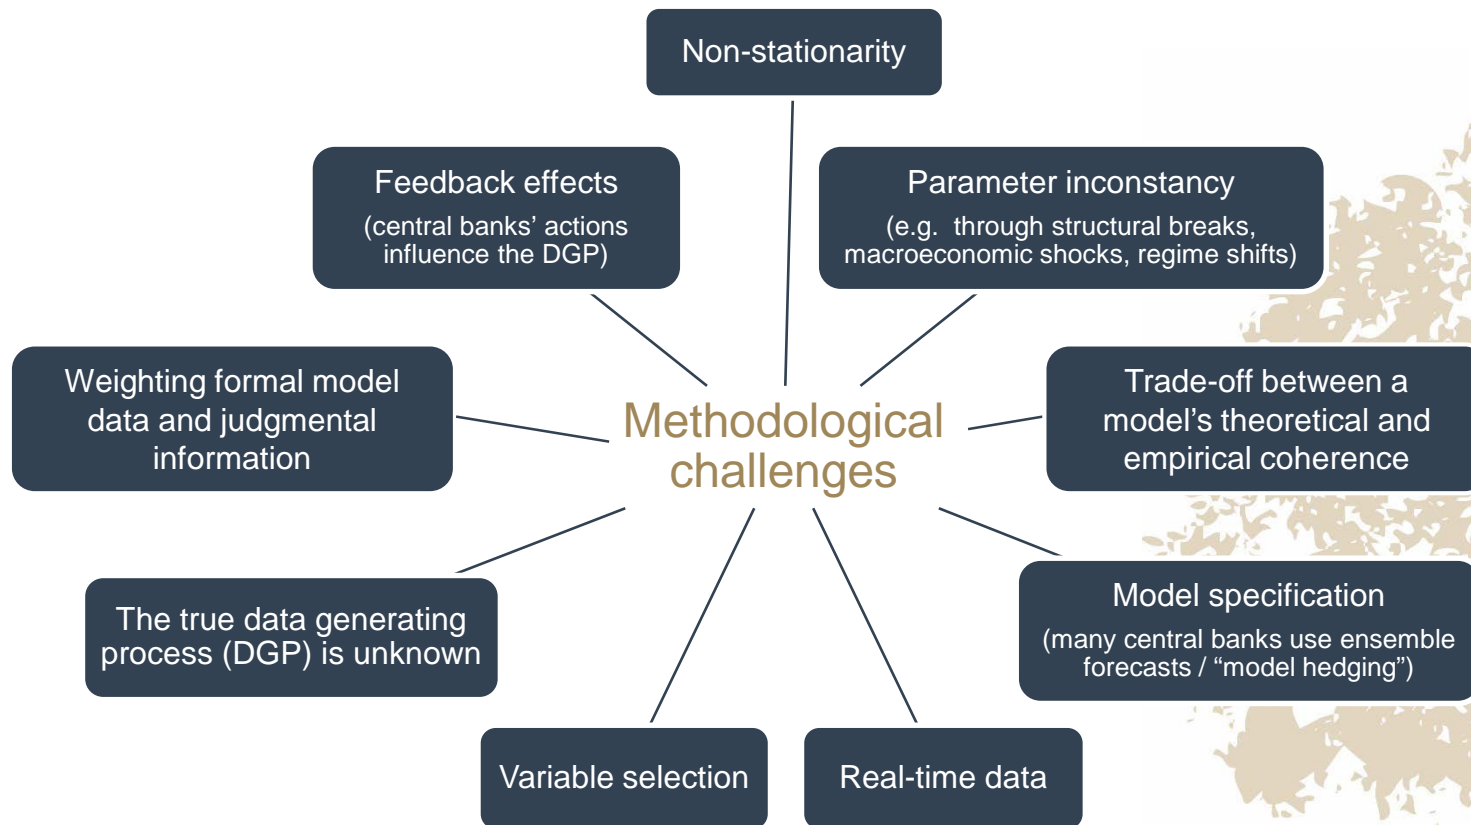 Non-stationarity
Feedback effects
(central banks’ actions
influence the DGP)
Parameter inconstancy
(e.g.  through structural breaks,
macroeconomic shocks, regime shifts)
Weighting formal model
data and judgmental
information
Methodological
challenges
Trade-off between a
model’s theoretical and
empirical coherence
The true data generating
process (DGP) is unknown
Model specification
(many central banks use ensemble
forecasts / “model hedging”)
Variable selection
Real-time data